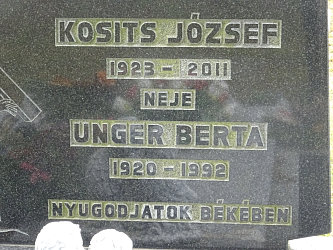 KOSITS JÓZSEF
1923 - 2011
NEJE
UNGER BERTA
1920 - 1992
NYUGODJATOK BÉKÉBEN